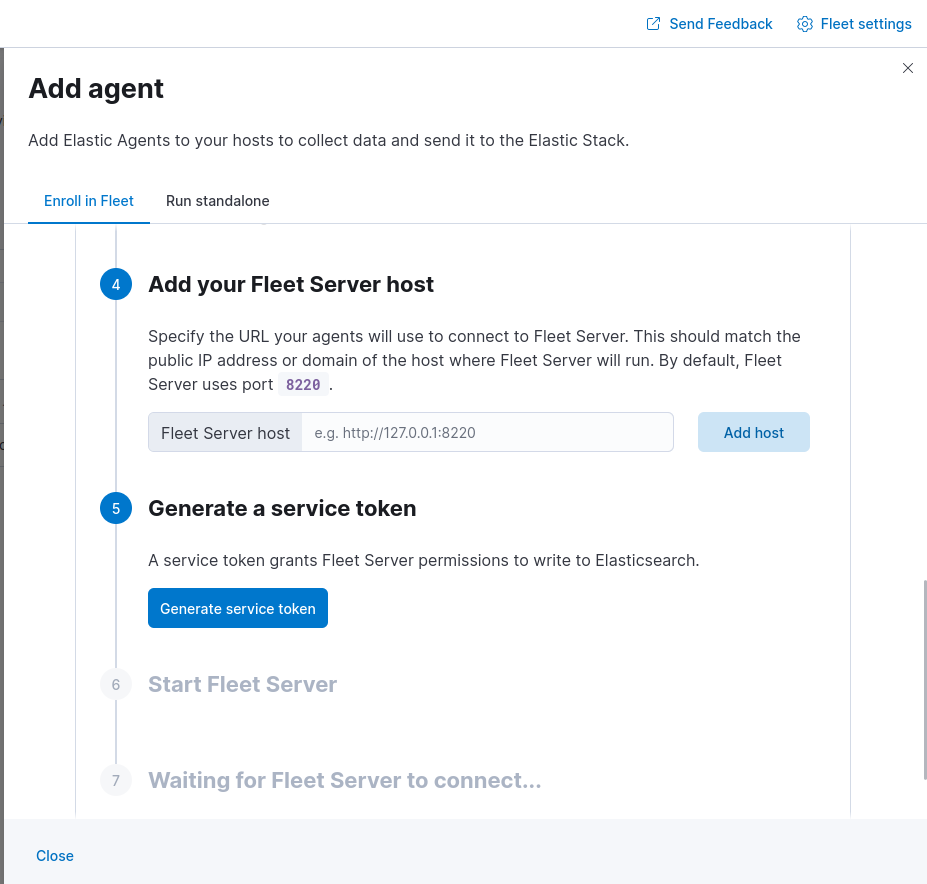 Send Feedback
Fleet settings
Add agent
Add Elastic Agents to your hosts to collect data and send it to the Elastic Stack.
Enroll in Fleet
Run standalone
4
Add your Fleet Server host
Specify the URL your agents will use to connect to Fleet Server. This should match the
public IP address or domain of the host where Fleet Server will run. By default, Fleet
Server uses port 8220 .
Fleet Server host
e.g. http://127.0.0.1:8220
Add host
5
Generate a service token
A service token grants Fleet Server permissions to write to Elasticsearch.
Generate service token
6
Start Fleet Server
7
Waiting for Fleet Server to connect...
Close